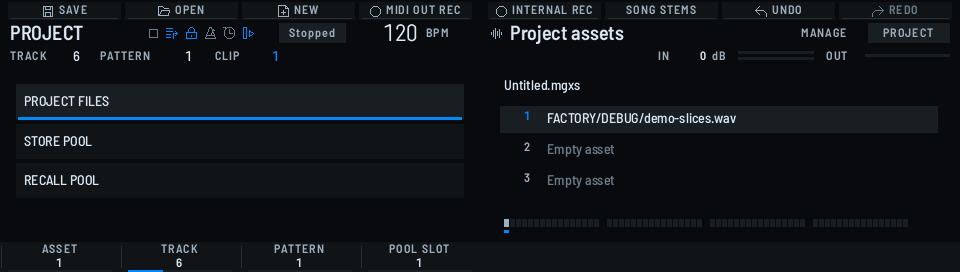 SAVE OPEN NEW MIDI OUT REC INTERNAL REC SONG STEMS UNDO REDO
PROJECT Stopped 120 BPM Project assets MANAGE PROJECT
TRACK 6 PATTERN 1 CLIP 1 IN 0 dB OUT
Untitled.mgxs
PROJECT FILES
1 FACTORY/DEBUG/demo-slices.wav
STORE POOL
2 Empty asset
RECALL POOL
3 Empty asset
ASSET TRACK PATTERN POOL SLOT
1 6 1 1